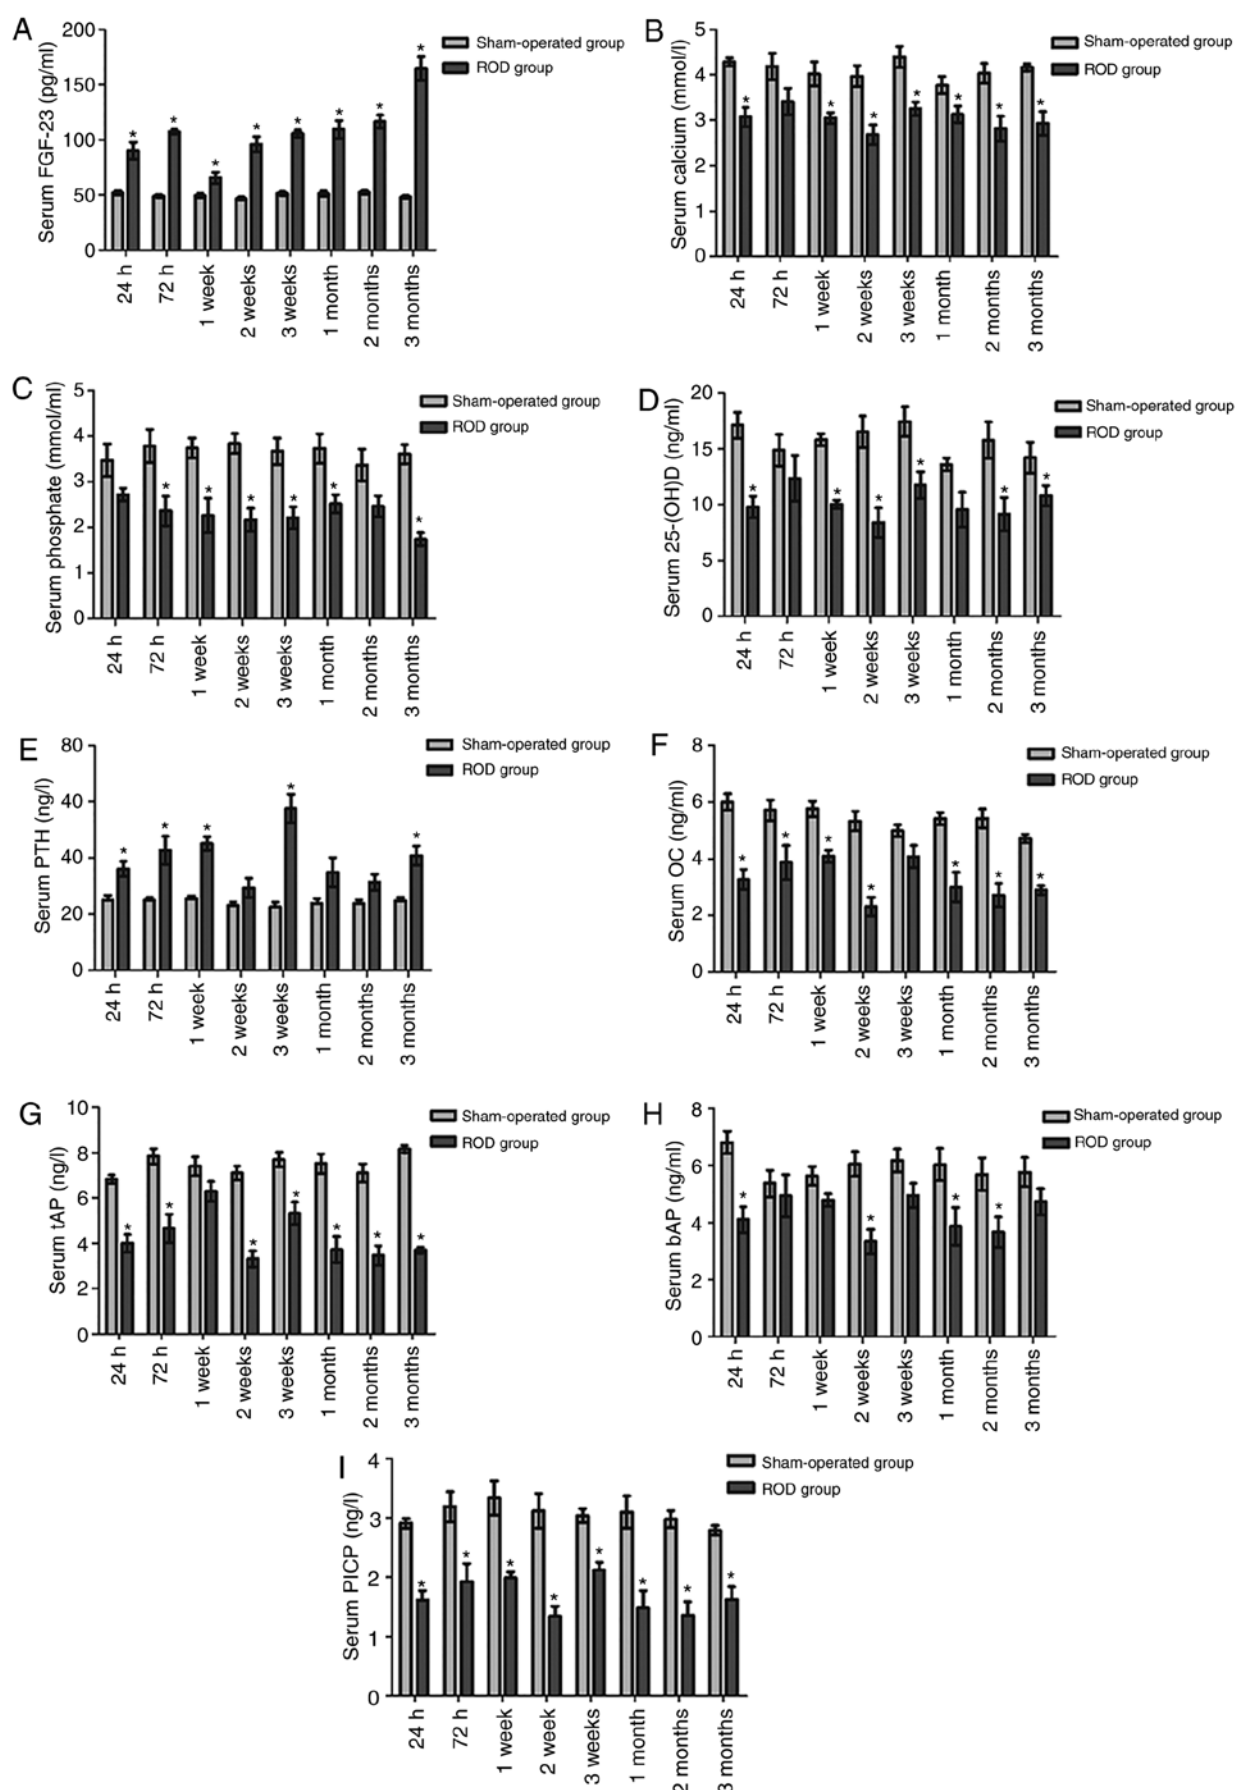 A
Serum FGF-23 (pg/ml)
200
150
100
50
0
Sham-operated group
ROD group
* * * * * * * *
24 h
72 h
1 week
2 weeks
3 weeks
1 month
2 months
3 months
B
Serum calcium (mmol/l)
5
4
3
2
1
0
Sham-operated group
ROD group
* * * * * * *
24 h
72 h
1 week
2 weeks
3 weeks
1 month
2 months
3 months
C
Serum phosphate (mmol/ml)
5
4
3
2
1
0
Sham-operated group
ROD group
* * * * * *
24 h
72 h
1 week
2 weeks
3 weeks
1 month
2 months
3 months
D
Serum 25-(OH)D (ng/ml)
20
15
10
5
0
Sham-operated group
ROD group
* * * * * *
24 h
72 h
1 week
2 weeks
3 weeks
1 month
2 months
3 months
E
Serum PTH (ng/l)
80
40
40
20
0
Sham-operated group
ROD group
* * * * *
24 h
72 h
1 week
2 weeks
3 weeks
1 month
2 months
3 months
F
Serum OC (ng/ml)
8
6
4
2
0
Sham-operated group
ROD group
* * * * * * *
24 h
72 h
1 week
2 weeks
3 weeks
1 month
2 months
3 months
G
Serum tAP (ng/l)
10
8
6
4
2
0
Sham-operated group
ROD group
* * * * * * *
24 h
72 h
1 week
2 weeks
3 weeks
1 month
2 months
3 months
H
Serum bAP (ng/ml)
8
6
4
2
0
Sham-operated group
ROD group
* * * *
24 h
72 h
1 week
2 weeks
3 weeks
1 month
2 months
3 months
I
Serum PICP (ng/l)
4
3
2
1
0
Sham-operated group
ROD group
* * * * * * * *
24 h
72 h
1 week
2 week
3 weeks
1 month
2 months
3 months